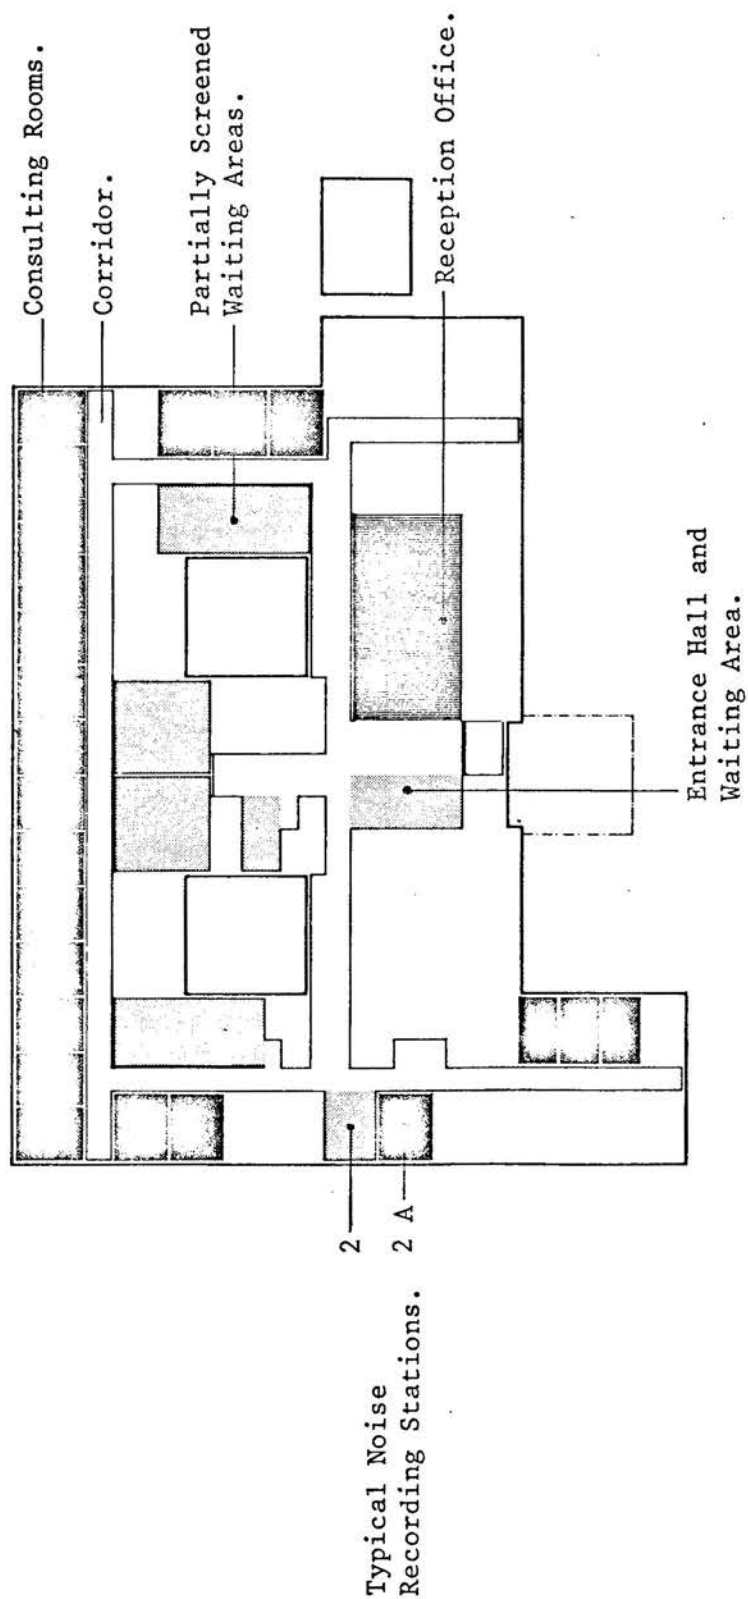 Consulting Rooms.
Corridor.
Partially Screened
Waiting Areas.
Reception Office.
Entrance Hall and
Waiting Area.
2
2 A
Typical Noise
Recording Stations.